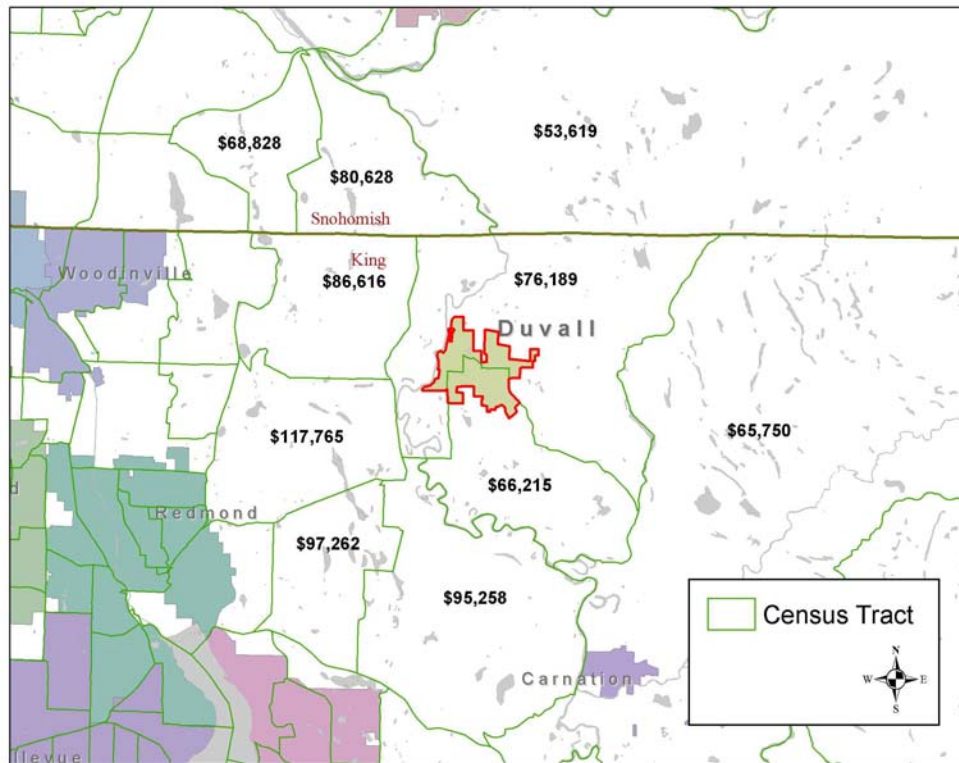 $53,619
$68,828
$80,628
Snohomish
King
Woodinville
$86,616
$76,189
Duvall
$117,765
$65,750
$66,215
d
Redmond
$97,262
$95,258
Census Tract
N
W E
S
Carnation
llevue